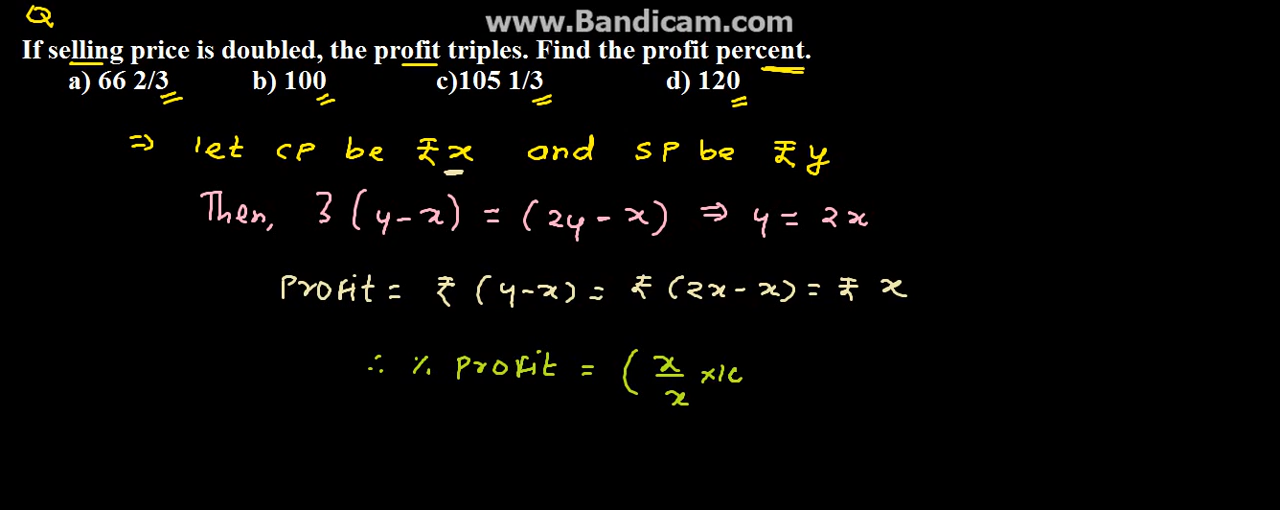 Q
www.Bandicam.com
If selling price is doubled, the profit triples. Find the profit percent.
a) 66 2/3 b) 100 c)105 1/3 d) 120
⇒ let CP be ₹ x and SP be ₹ y
Then, 3 (y - x) = (2y - x) ⇒ y = 2x
Profit = ₹ (y - x) = ₹ (2x - x) = ₹ x
∴ % Profit = ( x/x ×10